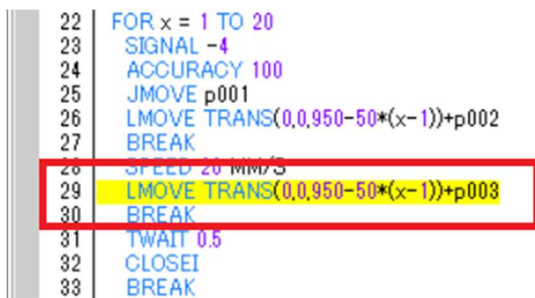 22 FOR x = 1 TO 20
23 SIGNAL -4
24 ACCURACY 100
25 JMOVE p001
26 LMOVE TRANS(0,0,950-50*(x-1))+p002
27 BREAK
28 SPEED 20 MM/S
29 LMOVE TRANS(0,0,950-50*(x-1))+p003
30 BREAK
31 TWAIT 0.5
32 CLOSEI
33 BREAK